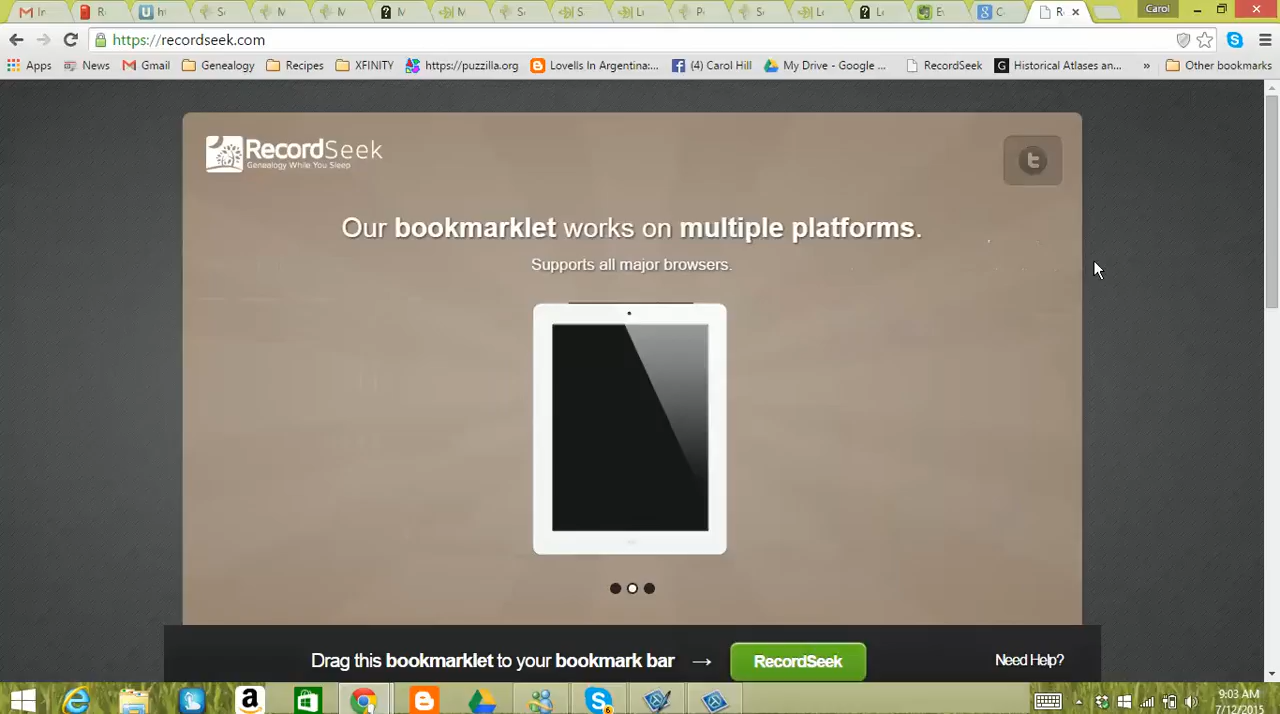 Carol
https://recordseek.com
Apps News Gmail Genealogy Recipes XFINITY https://puzzilla.org Lovells In Argentina:... (4) Carol Hill My Drive - Google ... RecordSeek Historical Atlases an... » Other bookmarks
RecordSeek
Genealogy While You Sleep
Our bookmarklet works on multiple platforms.
Supports all major browsers.
Drag this bookmarklet to your bookmark bar → RecordSeek Need Help?
9:03 AM
7/12/2015